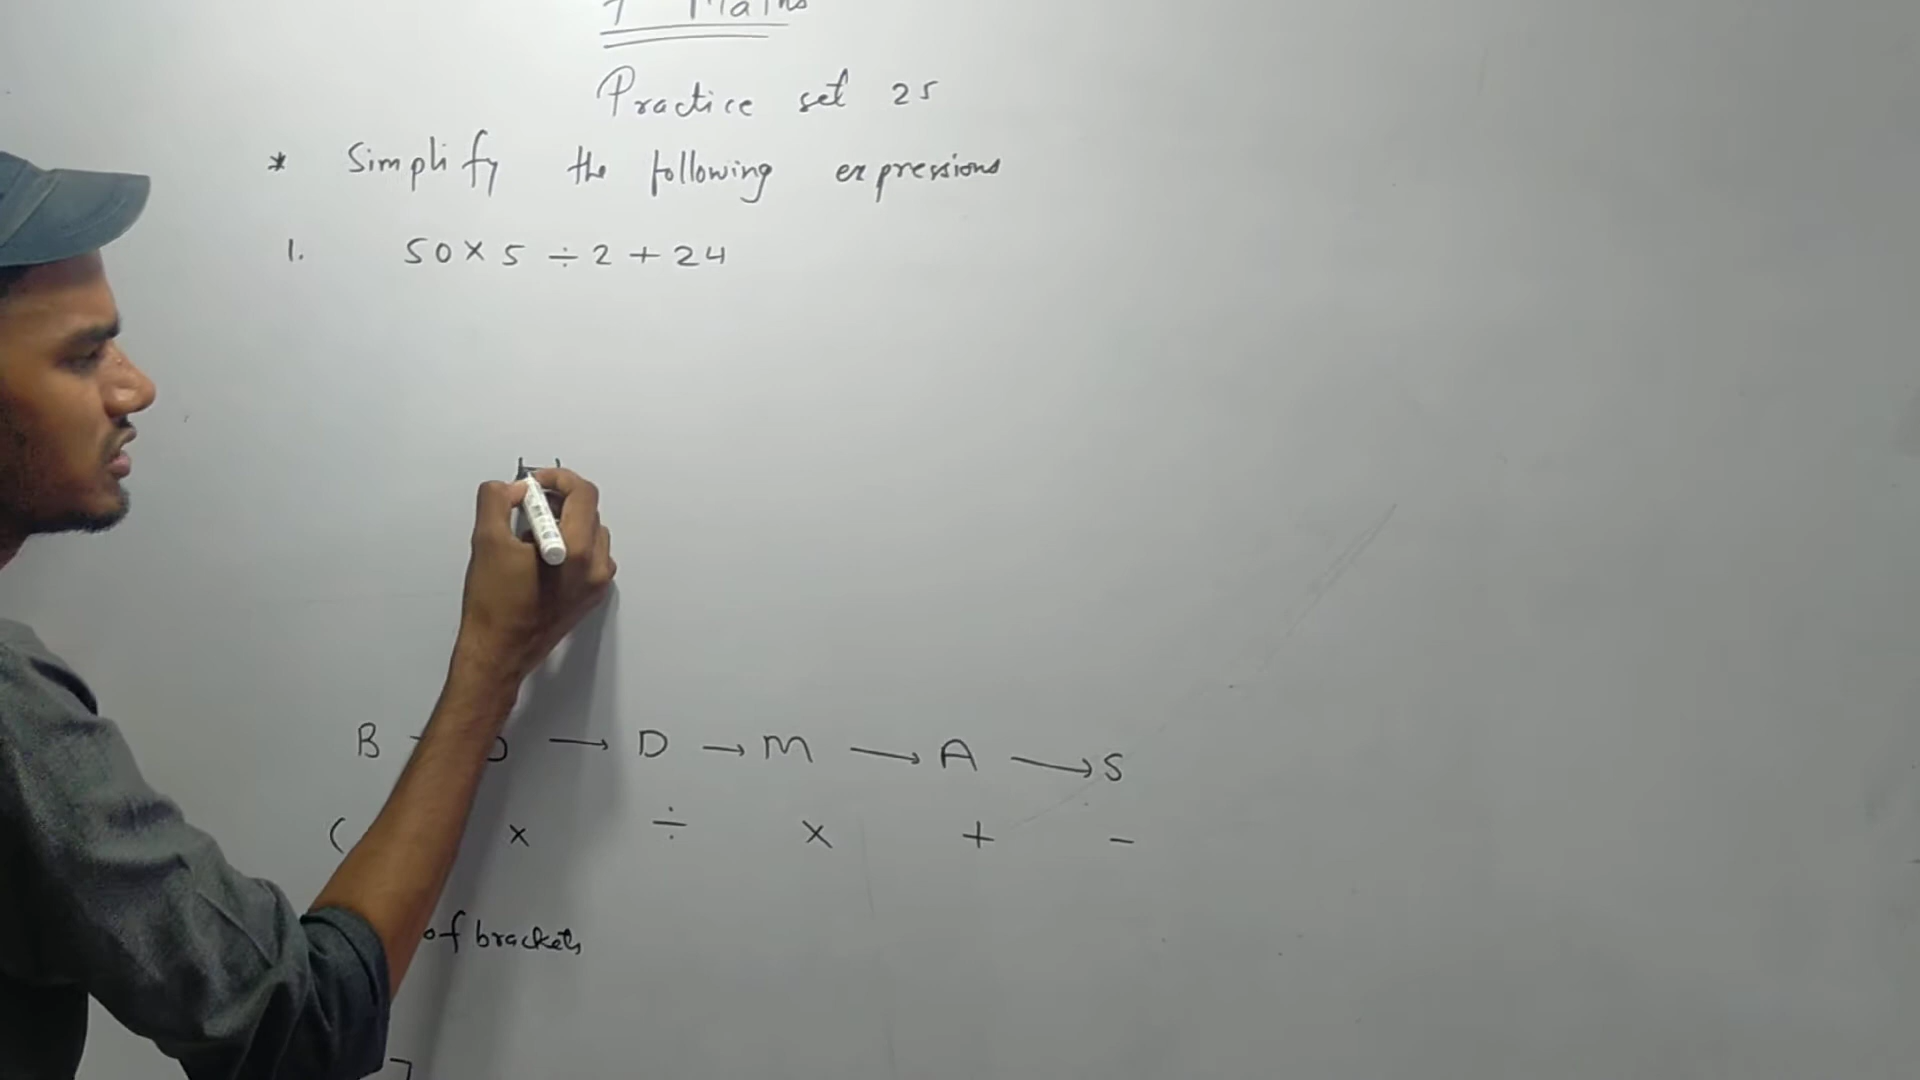 Maths
Practice set 25
* Simplify the following expressions
1. 50 × 5 ÷ 2 + 24
B → D → M → A → S
( × ÷ × + −
of brackets